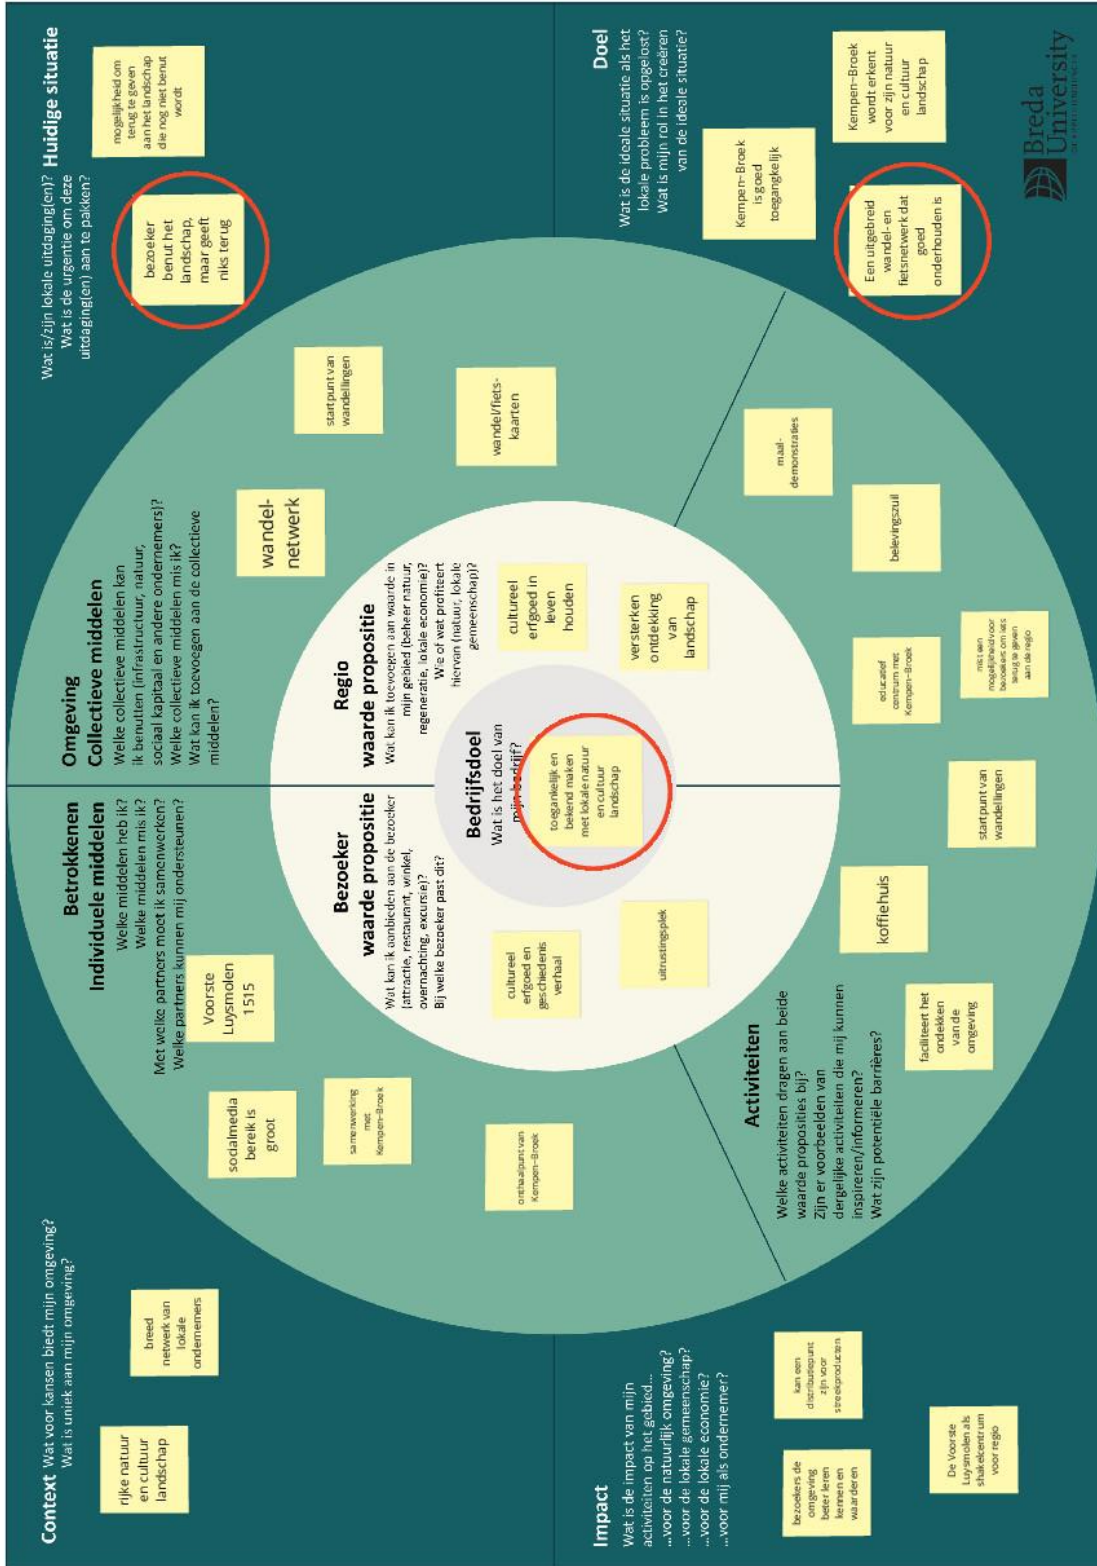 Context Wat voor kansen biedt mijn omgeving?
Wat is uniek aan mijn omgeving?
rijke natuur
en cultuur
landschap
breed
netwerk van
lokale
ondernemers
Betrokkenen
Individuele middelen
Welke middelen heb ik?
Welke middelen mis ik?
Met welke partners moet ik samenwerken?
Welke partners kunnen mij ondersteunen?
Voorste
Luysmolen
1515
socialmedia
bereik is
groot
samenwerking
met
Kempen-Broek
onthaalpunt van
Kempen-Broek
Omgeving
Collectieve middelen
Welke collectieve middelen kan
ik benutten (infrastructuur, natuur,
sociaal kapitaal en andere ondernemers)?
Welke collectieve middelen mis ik?
Wat kan ik toevoegen aan de collectieve
middelen?
wandel-
netwerk
startpunt van
wandellingen
wandel/fiets-
kaarten
Wat is/zijn lokale uitdaging(en)? Huidige situatie
Wat is de urgentie om deze
uitdaging(en) aan te pakken?
bezoeker
benut het
landschap,
maar geeft
niks terug
mogelijkheid om
terug te geven
aan het landschap
die nog niet benut
wordt
Bezoeker
waarde propositie
Wat kan ik aanbieden aan de bezoeker
(attractie, restaurant, winkel,
overnachting, excursie)?
Bij welke bezoeker past dit?
cultureel
erfgoed en
geschiedenis
verhaal
uitrustingsplek
Regio
waarde propositie
Wat kan ik toevoegen aan waarde in
mijn gebied (beheer natuur,
regeneratie, lokale economie)?
Wie of wat profiteert
hiervan (natuur, lokale
gemeenschap)?
cultureel
erfgoed in
leven
houden
versterken
ontdekking
van
landschap
Bedrijfsdoel
Wat is het doel van
mijn bedrijf?
toegankelijk en
bekend maken
met lokale natuur
en cultuur
landschap
Impact
Wat is de impact van mijn
activiteiten op het gebied...
...voor de natuurlijk omgeving?
...voor de lokale gemeenschap?
...voor de lokale economie?
...voor mij als ondernemer?
bezoekers de
omgeving
beter leren
kennen en
waarderen
kan een
distributiepunt
zijn voor
streekproducten
De Voorste
Luysmolen als
shakelcentrum
voor regio
Activiteiten
Welke activiteiten dragen aan beide
waarde proposities bij?
Zijn er voorbeelden van
dergelijke activiteiten die mij kunnen
inspireren/informeren?
Wat zijn potentiële barrières?
faciliteert het
ondekken
van de
omgeving
koffiehuis
startpunt van
wandellingen
educatief
centrum met
Kempen-Broek
mist een
mogelijkheid voor
bezoekers om iets
terug te geven
aan de regio
belevingszuil
maal-
demonstraties
Doel
Wat is de ideale situatie als het
lokale probleem is opgelost?
Wat is mijn rol in het creëren
van de ideale situatie?
Kempen-Broek
is goed
toegangkelijk
Een uitgebreid
wandel- en
fietsnetwerk dat
goed
onderhouden is
Kempen-Broek
wordt erkent
voor zijn natuur
en cultuur
landschap
Breda
University